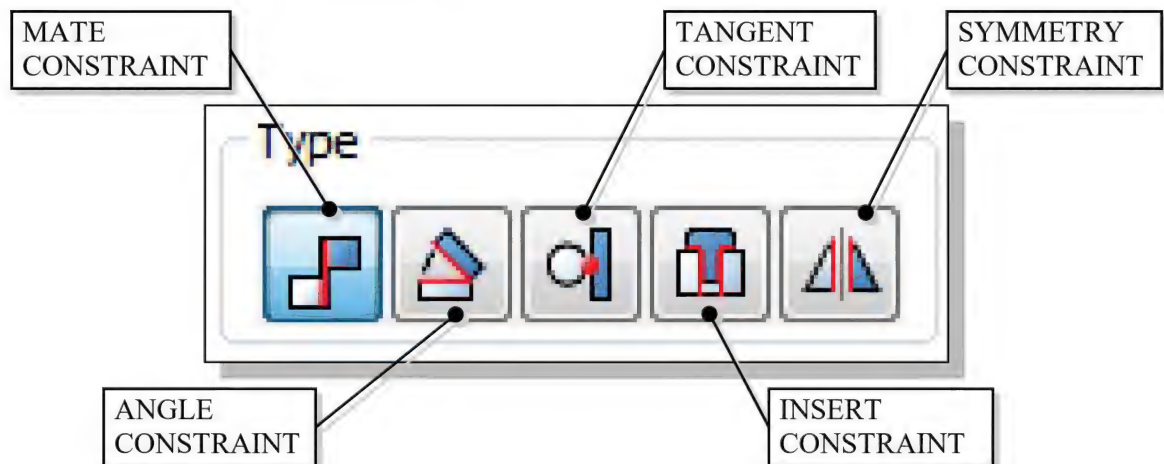 MATE
CONSTRAINT
TANGENT
CONSTRAINT
SYMMETRY
CONSTRAINT
Type
ANGLE
CONSTRAINT
INSERT
CONSTRAINT